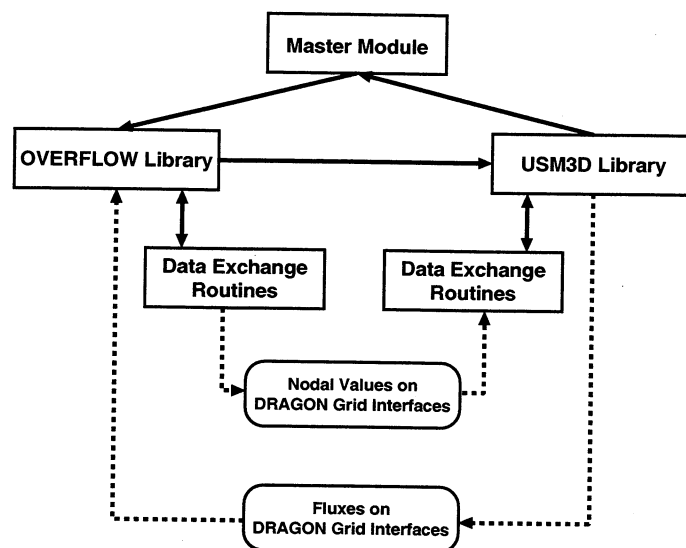 Master Module
OVERFLOW Library
USM3D Library
Data Exchange
Routines
Data Exchange
Routines
Nodal Values on
DRAGON Grid Interfaces
Fluxes on
DRAGON Grid Interfaces